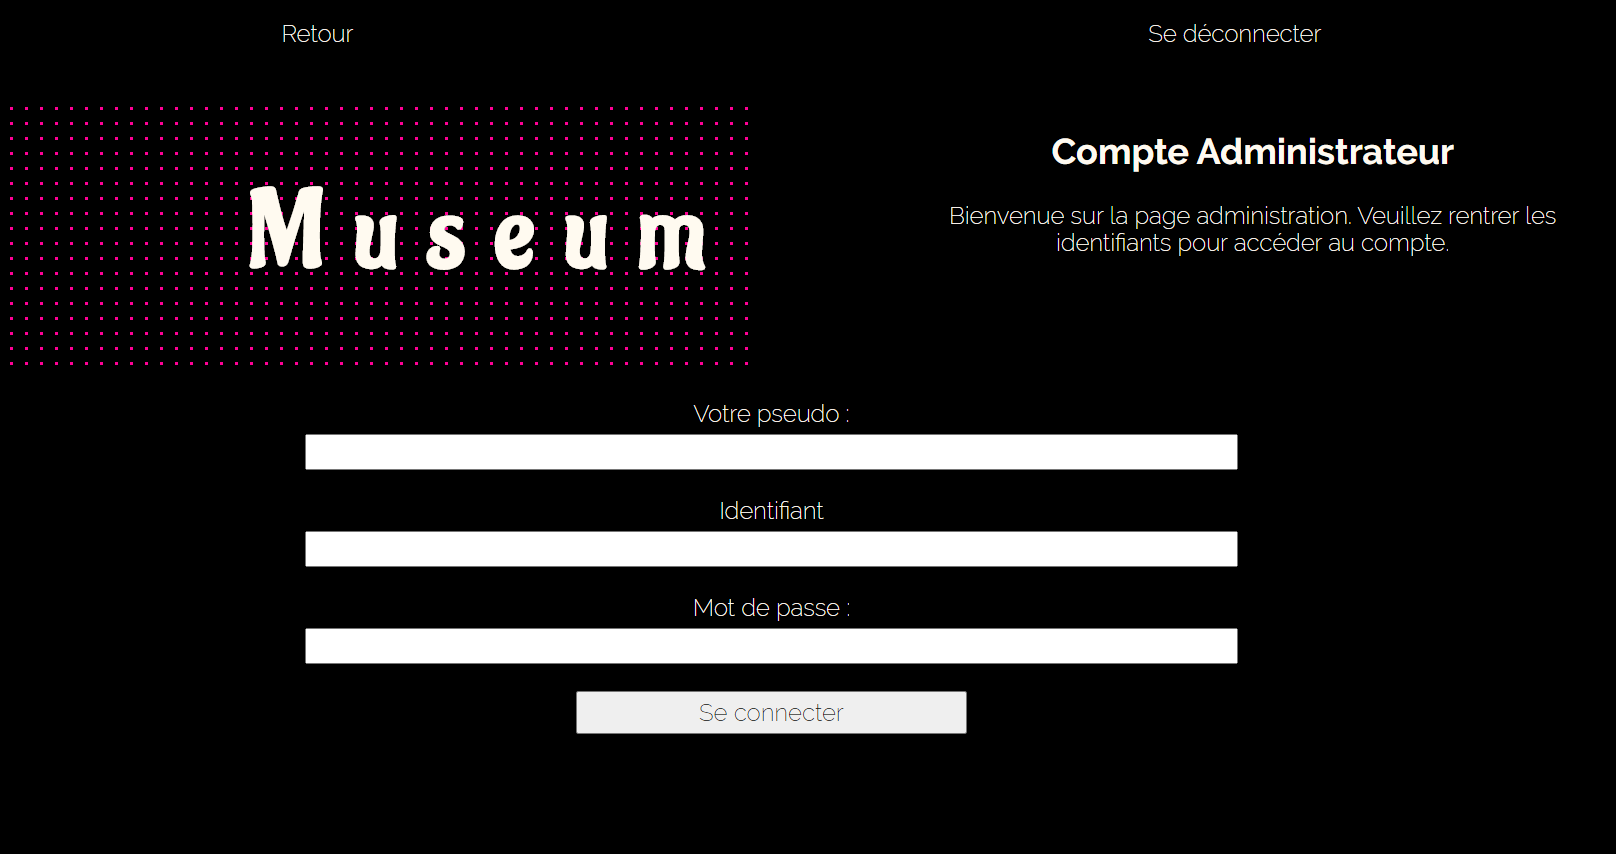 Retour
Se déconnecter
Museum
Compte Administrateur
Bienvenue sur la page administration. Veuillez rentrer les
identifiants pour accéder au compte.
Votre pseudo :
Identifiant
Mot de passe :
Se connecter